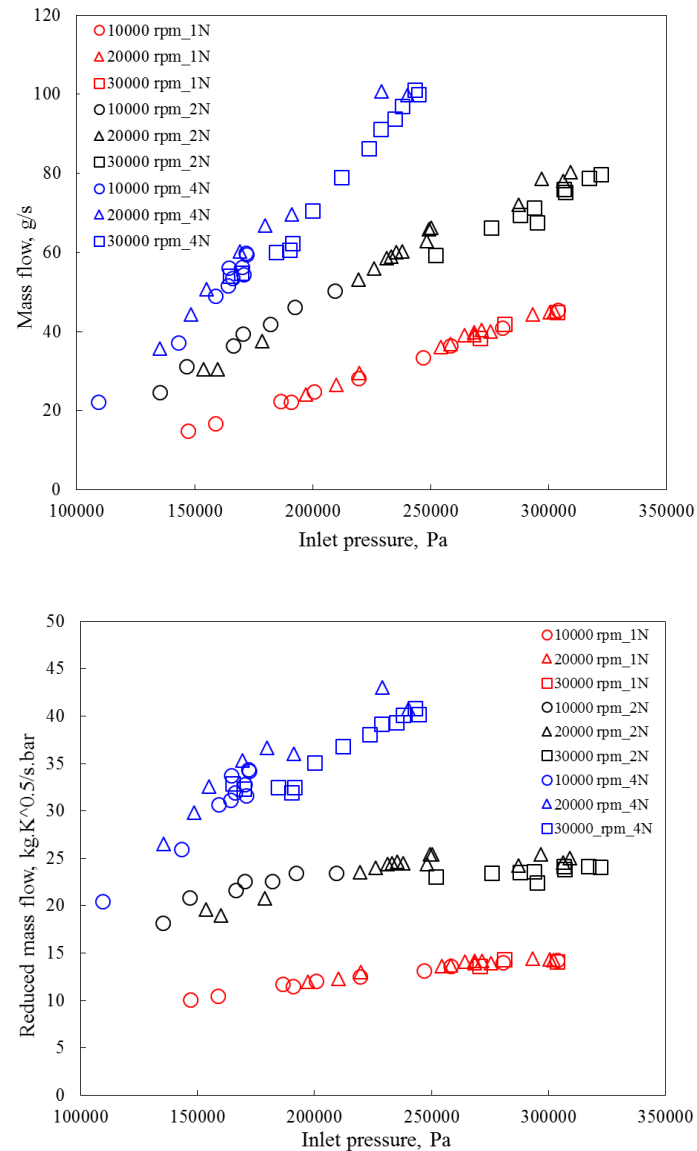 120
100
80
60
40
20
0
10000 rpm_1N
20000 rpm_1N
30000 rpm_1N
10000 rpm_2N
20000 rpm_2N
30000 rpm_2N
10000 rpm_4N
20000 rpm_4N
30000 rpm_4N
Mass flow, g/s
100000 150000 200000 250000 300000 350000
Inlet pressure, Pa
50
45
40
35
30
25
20
15
10
5
0
10000 rpm_1N
20000 rpm_1N
30000 rpm_1N
10000 rpm_2N
20000 rpm_2N
30000 rpm_2N
10000 rpm_4N
20000 rpm_4N
30000_rpm_4N
Reduced mass flow, kg.K^0.5/s.bar
100000 150000 200000 250000 300000 350000
Inlet pressure, Pa